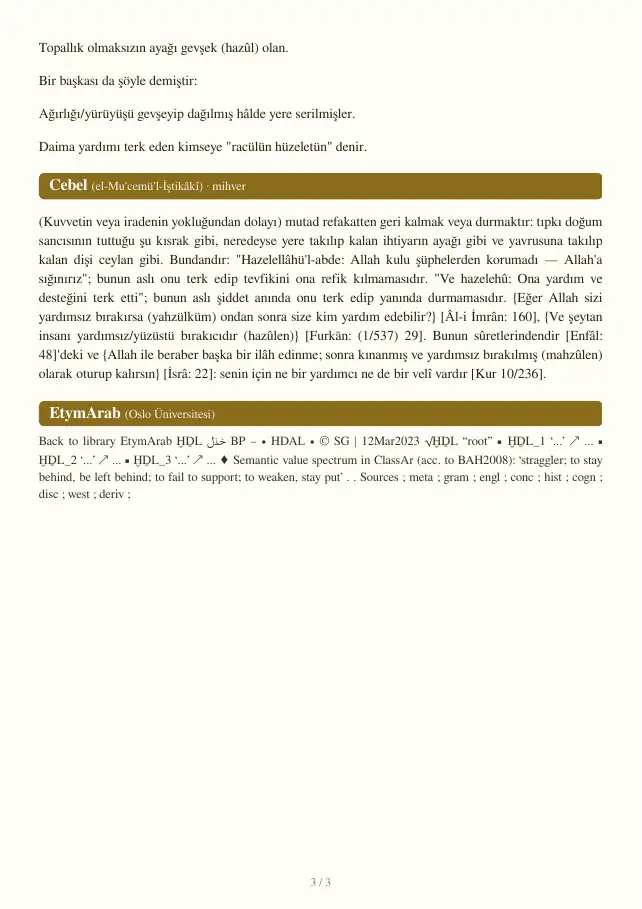 Topallık olmaksızın ayağı gevşek (hazûl) olan.
Bir başkası da şöyle demiştir:
Ağırlığı/yürüyüşü gevşeyip dağılmış hâlde yere serilmişler.
Daima yardımı terk eden kimseye "racülün hüzeletün" denir.
Cebel (el-Mu'cemü'l-İştikâkî) · mihver
(Kuvvetin veya iradenin yokluğundan dolayı) mutad refakatten geri kalmak veya durmaktır: tıpkı doğum
sancısının tuttuğu şu kısrak gibi, neredeyse yere takılıp kalan ihtiyarın ayağı gibi ve yavrusuna takılıp
kalan dişi ceylan gibi. Bundandır: "Hazelellâhü'l-abde: Allah kulu şüphelerden korumadı — Allah'a
sığınırız"; bunun aslı onu terk edip tevfikini ona refik kılmamasıdır. "Ve hazelehû: Ona yardım ve
desteğini terk etti"; bunun aslı şiddet anında onu terk edip yanında durmamasıdır. {Eğer Allah sizi
yardımsız bırakırsa (yahzülküm) ondan sonra size kim yardım edebilir?} [Âl-i İmrân: 160], {Ve şeytan
insanı yardımsız/yüzüstü bırakıcıdır (hazûlen)} [Furkān: (1/537) 29]. Bunun sûretlerindendir [Enfâl:
48]'deki ve {Allah ile beraber başka bir ilâh edinme; sonra kınanmış ve yardımsız bırakılmış (mahzûlen)
olarak oturup kalırsın} [İsrâ: 22]: senin için ne bir yardımcı ne de bir velî vardır [Kur 10/236].
EtymArab (Oslo Üniversitesi)
Back to library EtymArab ḪḎL خذل BP – • HDAL • © SG | 12Mar2023 √ḪḎL “root” ▪ ḪḎL_1 ‘...’ ↗ ... ▪
ḪḎL_2 ‘...’ ↗ ... ▪ ḪḎL_3 ‘...’ ↗ ... ♦ Semantic value spectrum in ClassAr (acc. to BAH2008): ‘straggler; to stay
behind, be left behind; to fail to support; to weaken, stay put’ . . Sources ; meta ; gram ; engl ; conc ; hist ; cogn ;
disc ; west ; deriv ;
3 / 3